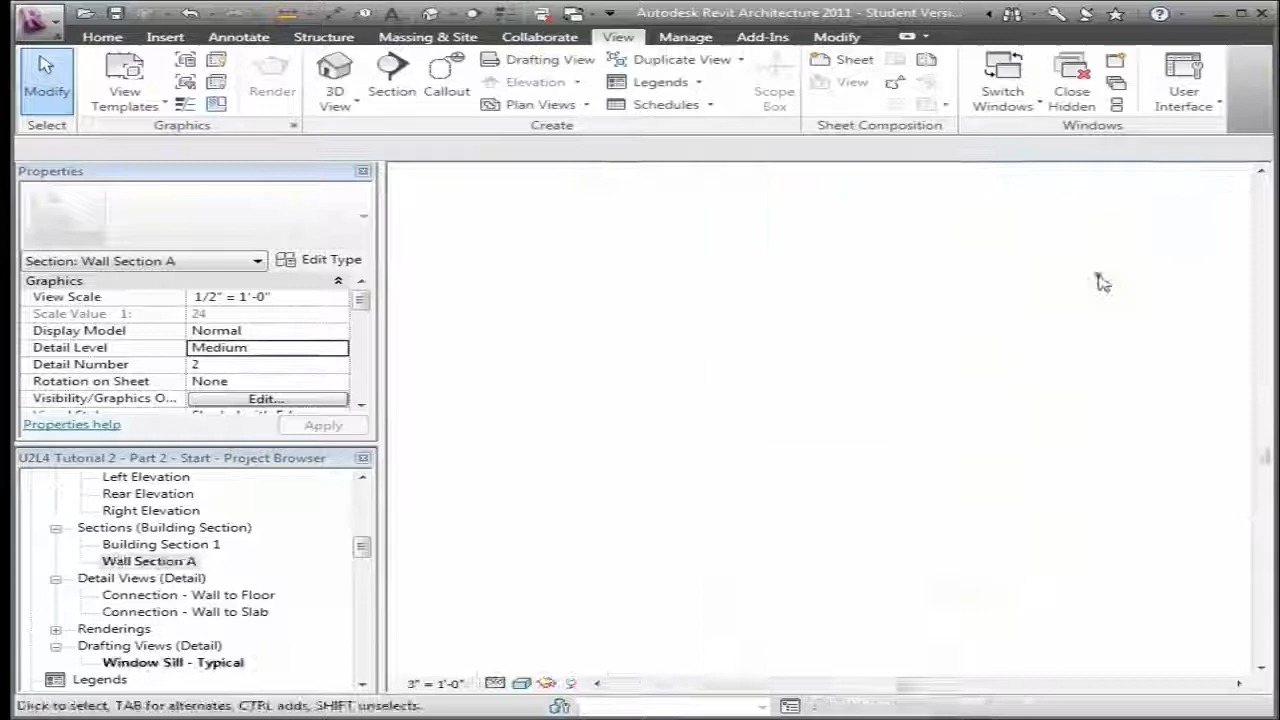 Autodesk Revit Architecture 2011 - Student Versi...
Home Insert Annotate Structure Massing & Site Collaborate View Manage Add-Ins Modify
Modify
View Templates
Render
3D View
Section
Callout
Drafting View
Elevation
Plan Views
Duplicate View
Legends
Schedules
Scope Box
Sheet
View
Switch Windows
Close Hidden
User Interface
Select Graphics Create Sheet Composition Windows
Properties
Section: Wall Section A
Edit Type
Graphics
View Scale 1/2" = 1'-0"
Scale Value 1: 24
Display Model Normal
Detail Level Medium
Detail Number 2
Rotation on Sheet None
Visibility/Graphics O... Edit...
Properties help Apply
U2L4 Tutorial 2 - Part 2 - Start - Project Browser
Left Elevation
Rear Elevation
Right Elevation
Sections (Building Section)
Building Section 1
Wall Section A
Detail Views (Detail)
Connection - Wall to Floor
Connection - Wall to Slab
Renderings
Drafting Views (Detail)
Window Sill - Typical
Legends
3" = 1'-0"
Click to select, TAB for alternates, CTRL adds, SHIFT unselects.